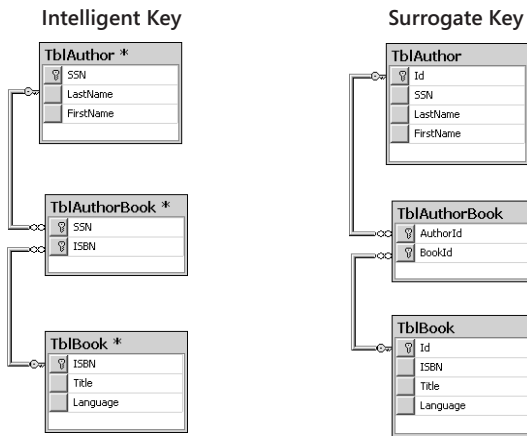 Intelligent Key
TblAuthor *
SSN
LastName
FirstName
TblAuthorBook *
SSN
ISBN
TblBook *
ISBN
Title
Language
Surrogate Key
TblAuthor
Id
SSN
LastName
FirstName
TblAuthorBook
AuthorId
BookId
TblBook
Id
ISBN
Title
Language